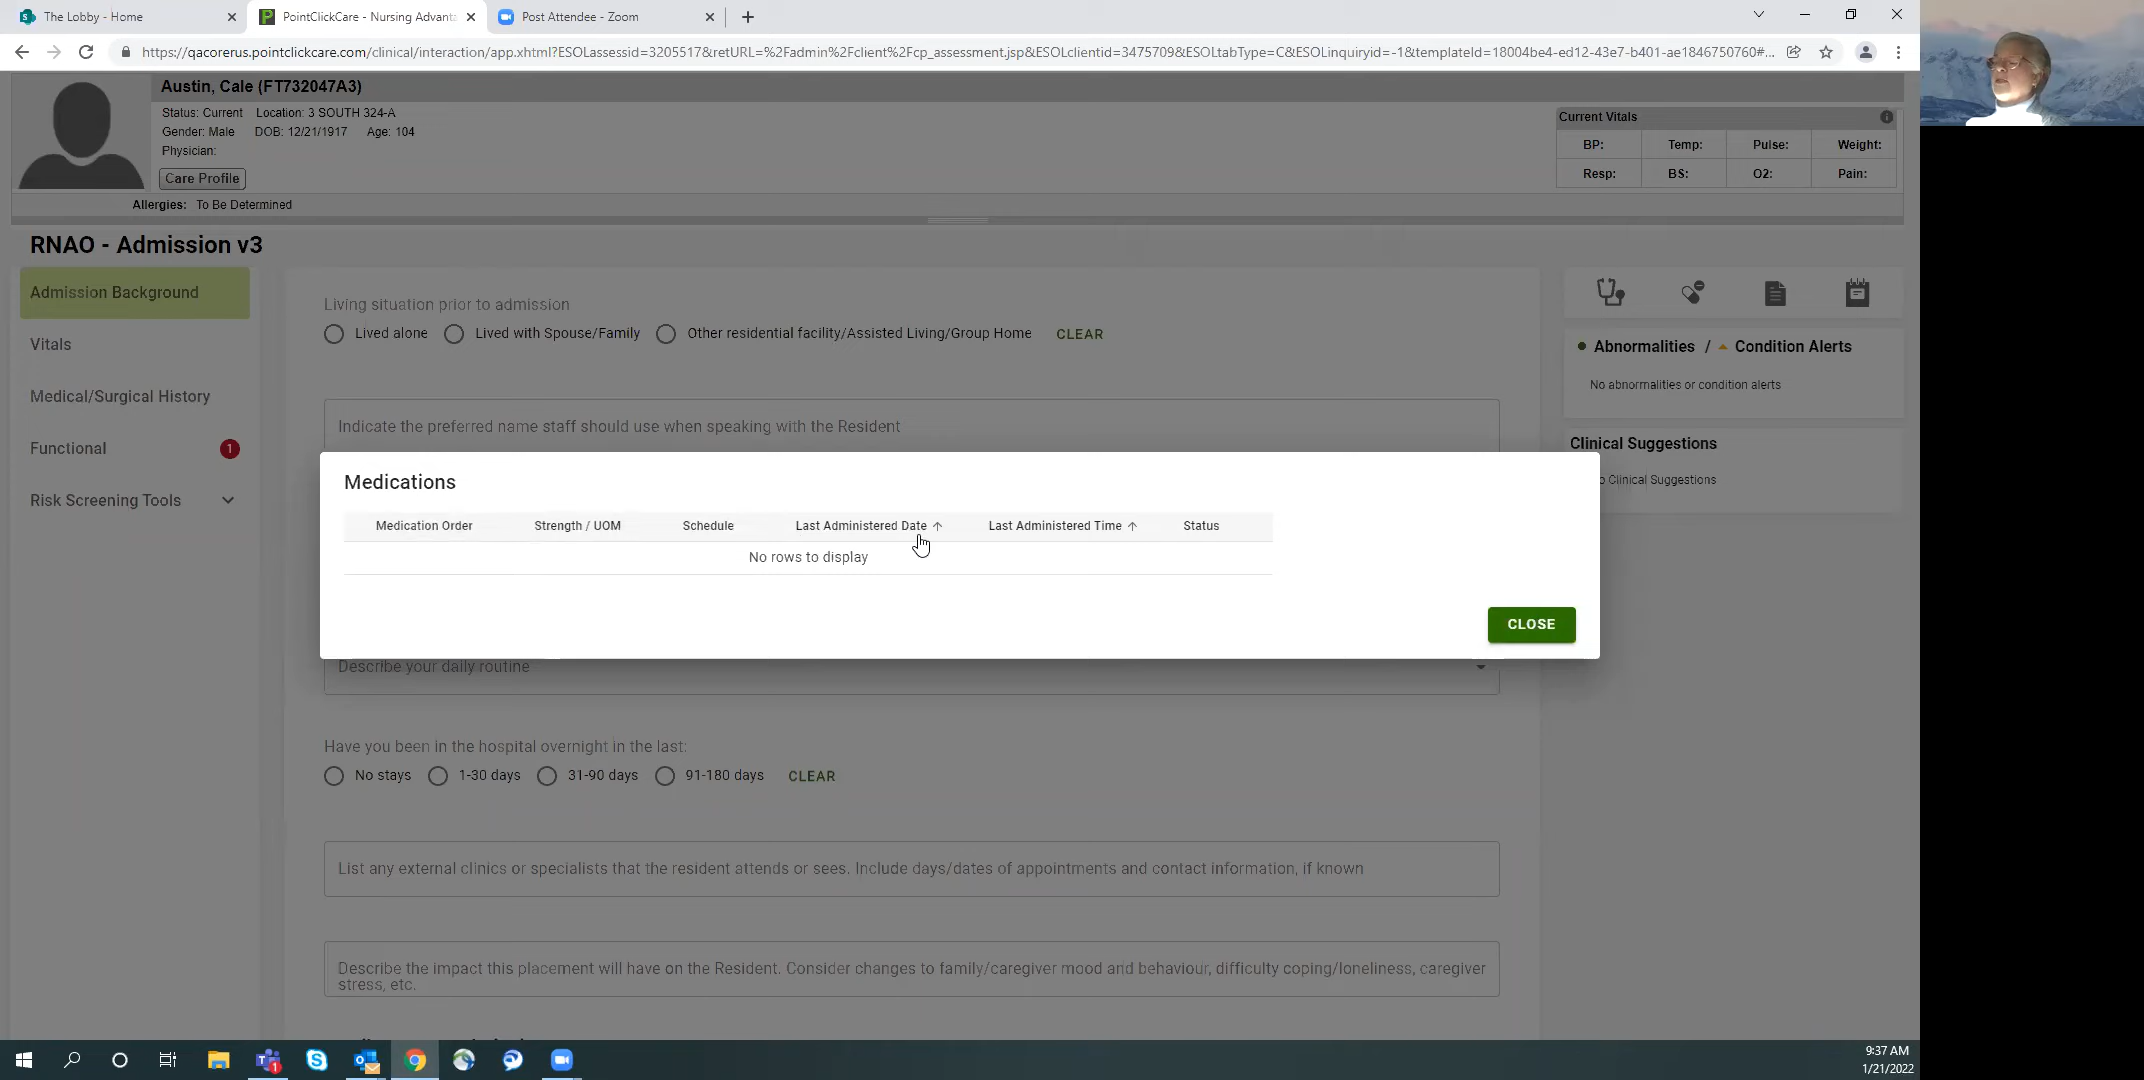 The Lobby - Home
PointClickCare - Nursing Advanta
Post Attendee - Zoom
https://qacorerus.pointclickcare.com/clinical/interaction/app.xhtml?ESOLassessid=3205517&retURL=%2Fadmin%2Fclient%2Fcp_assessment.jsp&ESOLclientid=3475709&ESOLtabType=C&ESOLinquiryid=-1&templateId=18004be4-ed12-43e7-b401-ae1846750760#...
Austin, Cale (FT732047A3)
Status: Current Location: 3 SOUTH 324-A
Gender: Male DOB: 12/21/1917 Age: 104
Physician:
Care Profile
Allergies: To Be Determined
Current Vitals
BP: Temp: Pulse: Weight:
Resp: BS: O2: Pain:
RNAO - Admission v3
Admission Background
Vitals
Medical/Surgical History
Functional 1
Risk Screening Tools
Living situation prior to admission
Lived alone Lived with Spouse/Family Other residential facility/Assisted Living/Group Home CLEAR
Indicate the preferred name staff should use when speaking with the Resident
Medications
Medication Order Strength / UOM Schedule Last Administered Date Last Administered Time Status
No rows to display
CLOSE
Describe your daily routine
Have you been in the hospital overnight in the last:
No stays 1-30 days 31-90 days 91-180 days CLEAR
List any external clinics or specialists that the resident attends or sees. Include days/dates of appointments and contact information, if known
Describe the impact this placement will have on the Resident. Consider changes to family/caregiver mood and behaviour, difficulty coping/loneliness, caregiver
stress, etc.
Abnormalities / Condition Alerts
No abnormalities or condition alerts
Clinical Suggestions
Clinical Suggestions
9:37 AM
1/21/2022